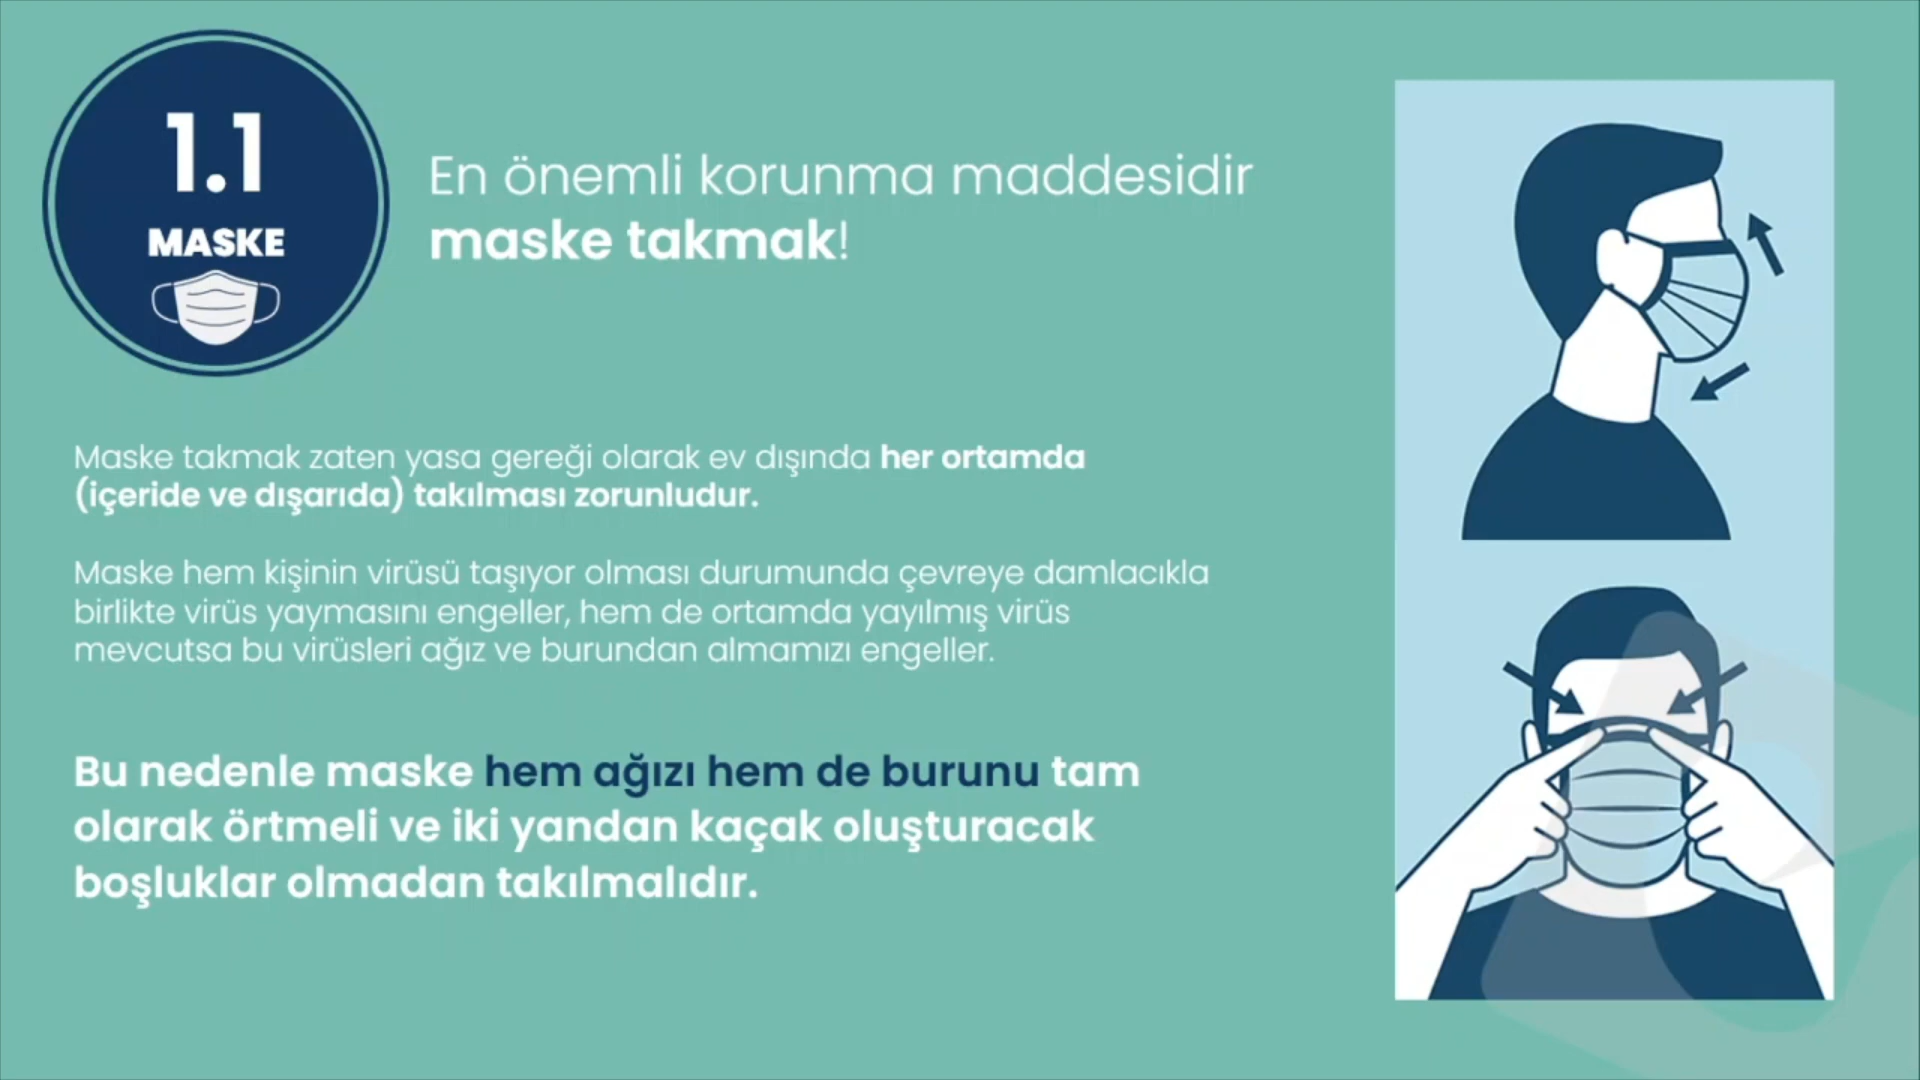 1.1
MASKE
En önemli korunma maddesidir
maske takmak!
Maske takmak zaten yasa gereği olarak ev dışında her ortamda
(içeride ve dışarıda) takılması zorunludur.
Maske hem kişinin virüsü taşıyor olması durumunda çevreye damlacıkla
birlikte virüs yaymasını engeller, hem de ortamda yayılmış virüs
mevcutsa bu virüsleri ağız ve burundan almamızı engeller.
Bu nedenle maske hem ağızı hem de burunu tam
olarak örtmeli ve iki yandan kaçak oluşturacak
boşluklar olmadan takılmalıdır.